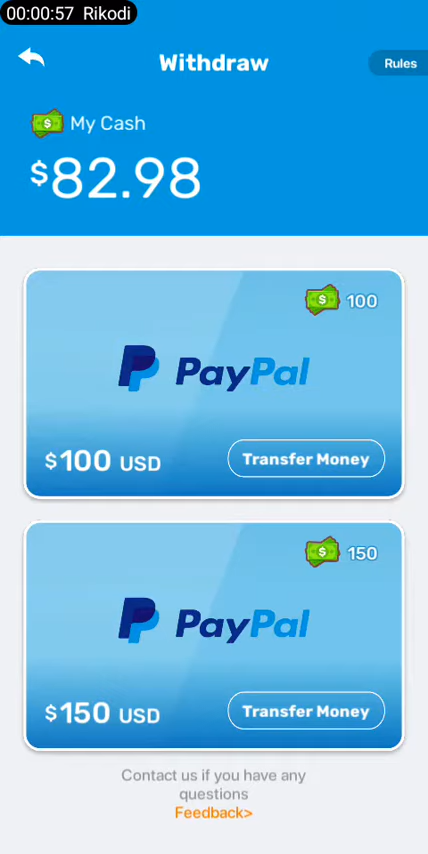 00:00:57 Rikodi
Withdraw
Rules
My Cash
$82.98
100
PayPal
$100 USD
Transfer Money
150
PayPal
$150 USD
Transfer Money
Contact us if you have any
questions
Feedback>